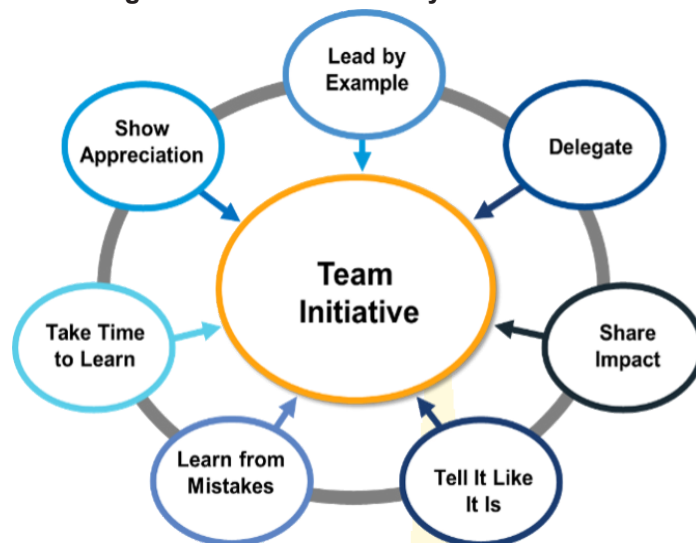 Lead by
Example
Show
Appreciation
Delegate
Team
Initiative
Take Time
to Learn
Share
Impact
Learn from
Mistakes
Tell It Like
It Is